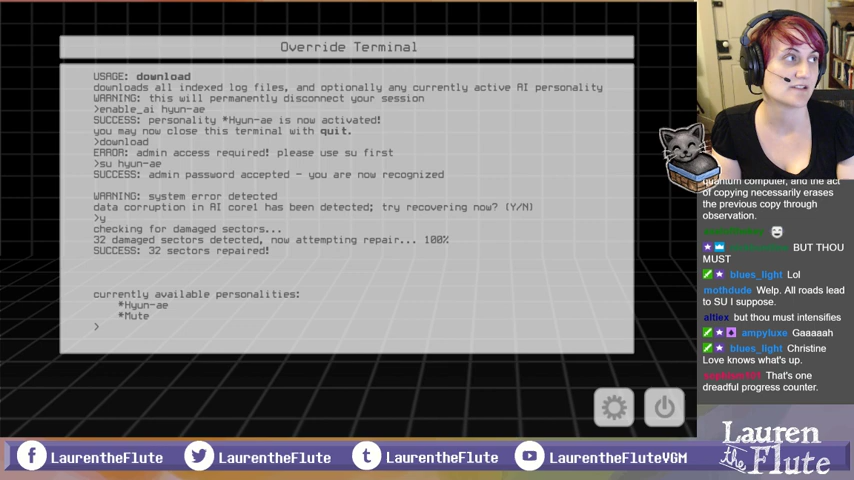 Override Terminal
USAGE: download
downloads all indexed log files, and optionally any currently active AI personality
WARNING: this will permanently disconnect your session
>enable_ai hyun-ae
SUCCESS: personality *Hyun-ae is now activated!
you may now close this terminal with quit.
>download
ERROR: admin access required! please use su first
>su hyun-ae
SUCCESS: admin password accepted - you are now recognized
WARNING: system error detected
data corruption in AI core1 has been detected; try recovering now? (Y/N)
>y
checking for damaged sectors...
32 damaged sectors detected, now attempting repair... 100%
SUCCESS: 32 sectors repaired!
currently available personalities:
*Hyun-ae
*Mute
>
quantum computer, and the act
of copying necessarily erases
the previous copy through
observation.
BUT THOU
MUST
blues_light Lol
mothdude Welp. All roads lead
to SU I suppose.
altiex but thou must intensifies
ampyluxe Gaaaaah
blues_light Christine
Love knows what's up.
That's one
dreadful progress counter.
Lauren
the Flute
LaurentheFlute
LaurentheFlute
LaurentheFlute
LaurentheFluteVGM